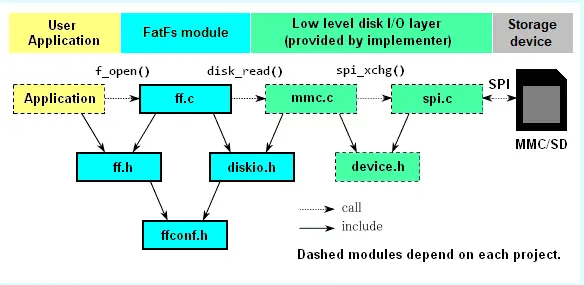 User
Application
FatFs module
Low level disk I/O layer
(provided by implementer)
Storage
device
f_open()
disk_read()
spi_xchg()
Application
ff.c
mmc.c
spi.c
SPI
MMC/SD
ff.h
diskio.h
device.h
ffconf.h
call
include
Dashed modules depend on each project.